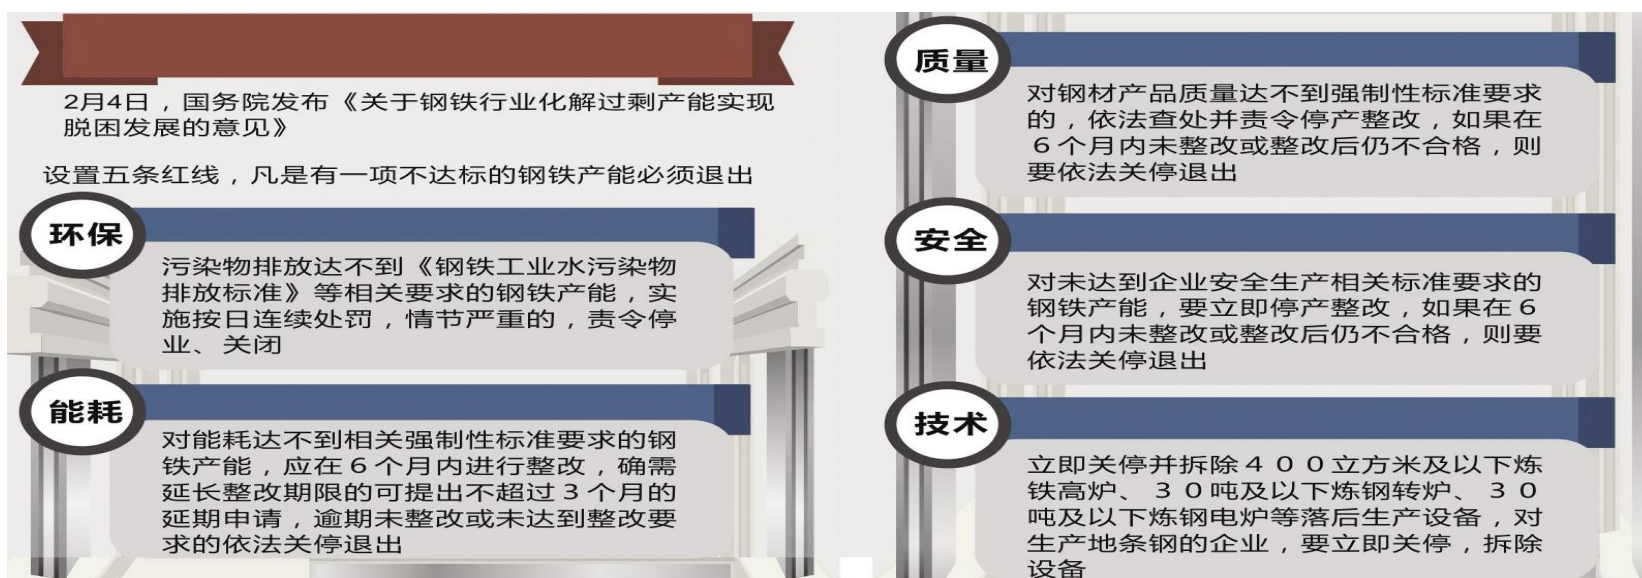 2月4日，国务院发布《关于钢铁行业化解过剩产能实现
脱困发展的意见》
设置五条红线，凡是有一项不达标的钢铁产能必须退出
环保
污染物排放达不到《钢铁工业水污染物
排放标准》等相关要求的钢铁产能，实
施按日连续处罚，情节严重的，责令停
业、关闭
能耗
对能耗达不到相关强制性标准要求的钢
铁产能，应在６个月内进行整改，确需
延长整改期限的可提出不超过３个月的
延期申请，逾期未整改或未达到整改要
求的依法关停退出
质量
对钢材产品质量达不到强制性标准要求
的，依法查处并责令停产整改，如果在
６个月内未整改或整改后仍不合格，则
要依法关停退出
安全
对未达到企业安全生产相关标准要求的
钢铁产能，要立即停产整改，如果在６
个月内未整改或整改后仍不合格，则要
依法关停退出
技术
立即关停并拆除４００立方米及以下炼
铁高炉、３０吨及以下炼钢转炉、３０
吨及以下炼钢电炉等落后生产设备，对
生产地条钢的企业，要立即关停，拆除
设备